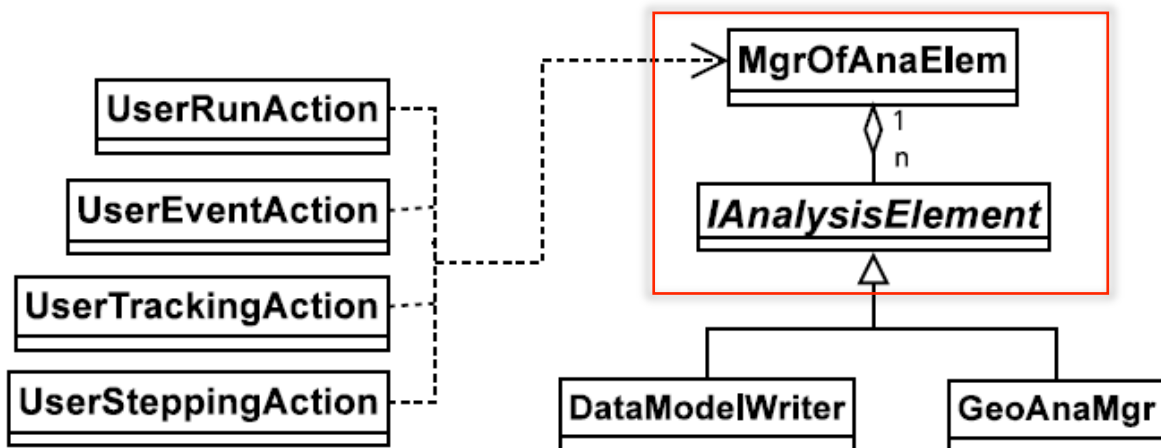 MgrOfAnaElem
UserRunAction
1
n
UserEventAction
IAnalysisElement
UserTrackingAction
UserSteppingAction
DataModelWriter
GeoAnaMgr